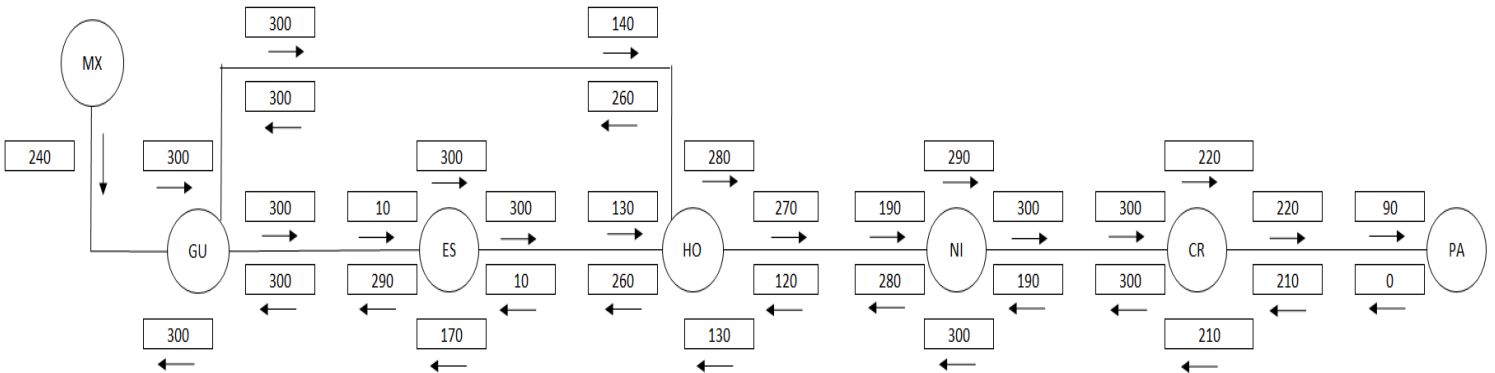 300 140
MX
300 260
240 300 300 280 290 220
300 10 300 130 270 190 300 300 220 90
GU ES HO NI CR PA
300 290 10 260 120 280 190 300 210 0
300 170 130 300 210